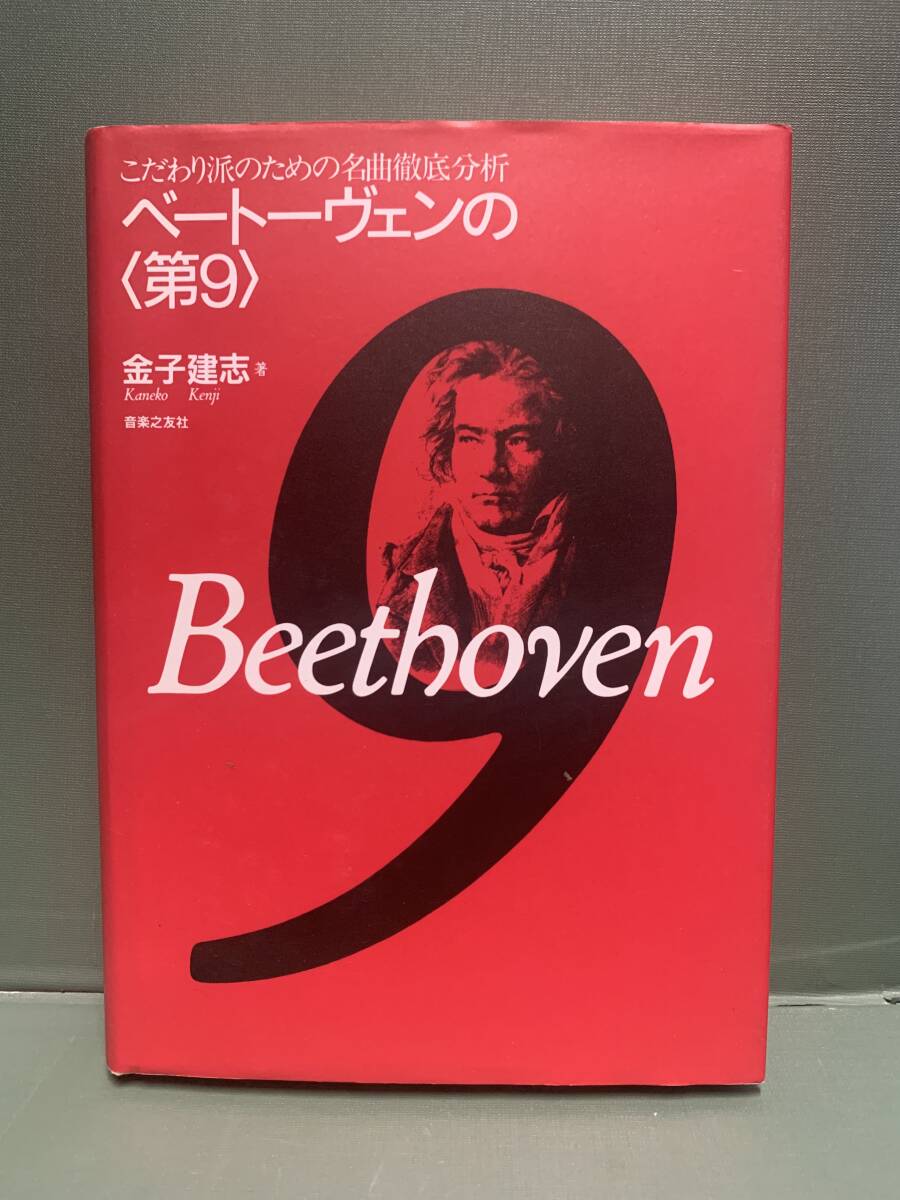 こだわり派のための名曲徹底分析
ベートーヴェンの
〈第9〉
金子建志 著
Kaneko Kenji
音楽之友社
9
Beethoven